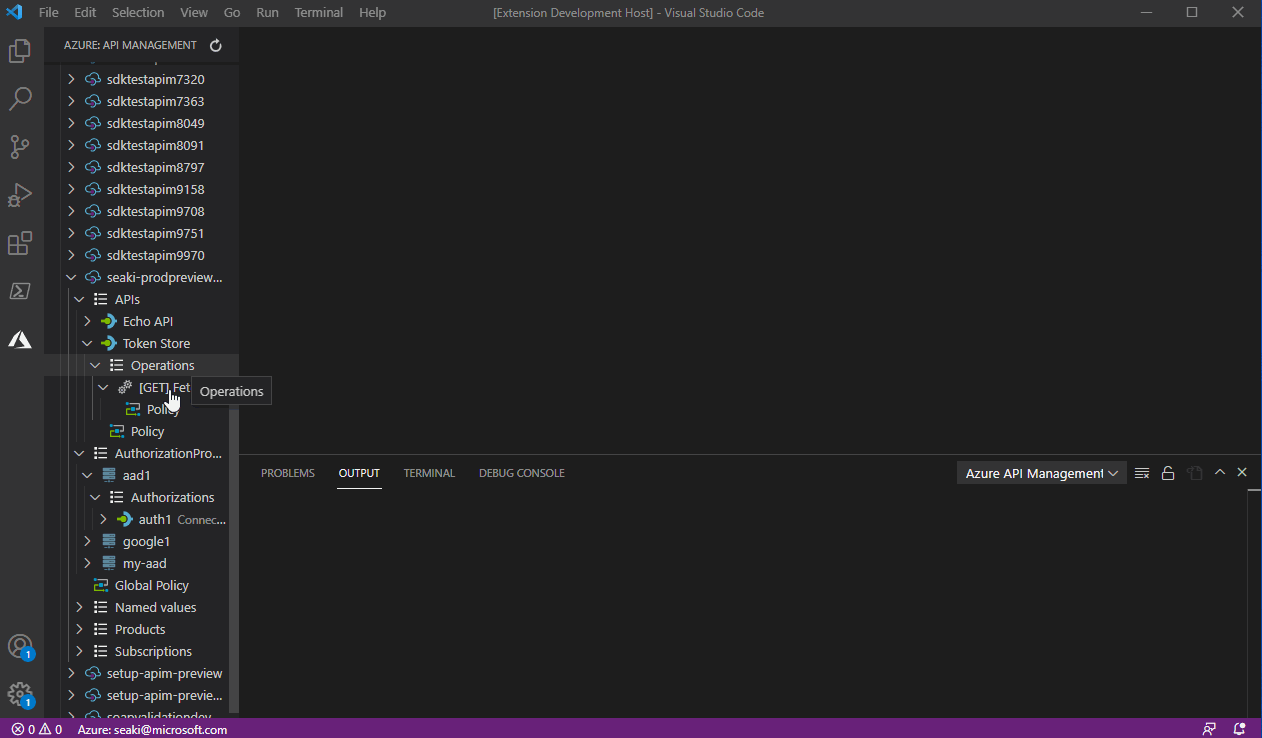 File Edit Selection View Go Run Terminal Help
[Extension Development Host] - Visual Studio Code
AZURE: API MANAGEMENT
sdktestapim7320
sdktestapim7363
sdktestapim8049
sdktestapim8091
sdktestapim8797
sdktestapim9158
sdktestapim9708
sdktestapim9751
sdktestapim9970
seaki-prodpreview...
APIs
Echo API
Token Store
Operations
[GET] Fet
Operations
Policy
Policy
AuthorizationPro...
aad1
Authorizations
auth1 Connec...
google1
my-aad
Global Policy
Named values
Products
Subscriptions
setup-apim-preview
setup-apim-previe...
soapvalidationdev
PROBLEMS OUTPUT TERMINAL DEBUG CONSOLE
Azure API Management
1
1
0 0 Azure: seaki@microsoft.com